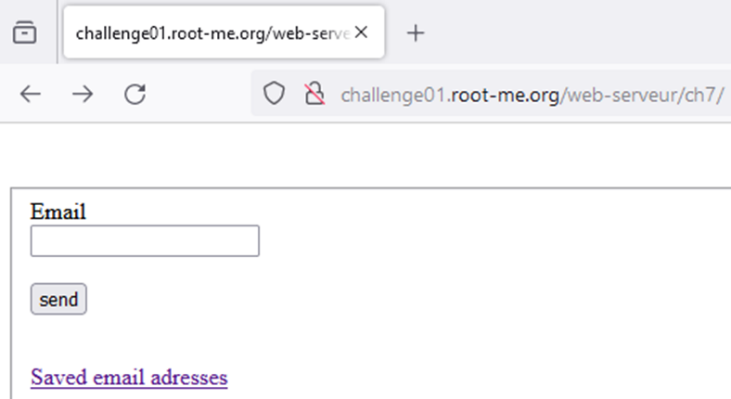 challenge01.root-me.org/web-serve
challenge01.root-me.org/web-serveur/ch7/
Email
send
Saved email adresses